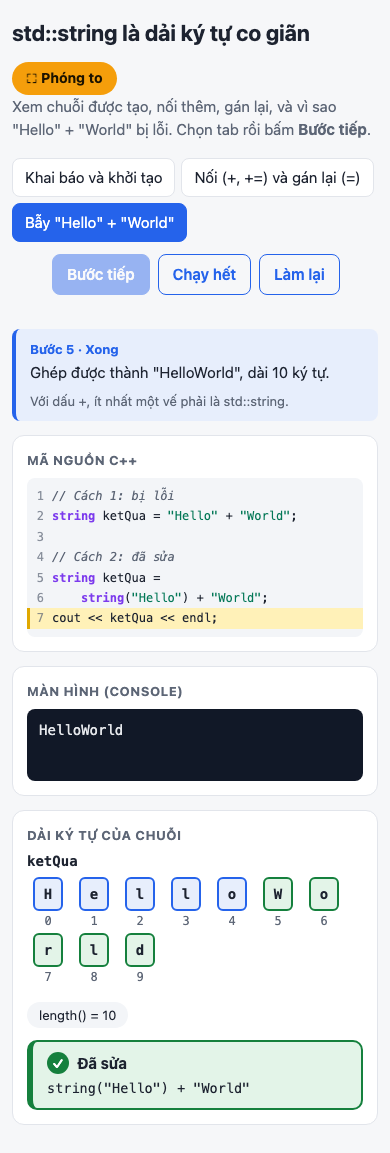 std::string là dải ký tự co giãn
Phóng to
Xem chuỗi được tạo, nối thêm, gán lại, và vì sao
"Hello" + "World" bị lỗi. Chọn tab rồi bấm Bước tiếp.
Khai báo và khởi tạo
Nối (+, +=) và gán lại (=)
Bẫy "Hello" + "World"
Bước tiếp
Chạy hết
Làm lại
Bước 5 · Xong
Ghép được thành "HelloWorld", dài 10 ký tự.
Với dấu +, ít nhất một vế phải là std::string.
MÃ NGUỒN C++
1 // Cách 1: bị lỗi
2 string ketQua = "Hello" + "World";
3
4 // Cách 2: đã sửa
5 string ketQua =
6     string("Hello") + "World";
7 cout << ketQua << endl;
MÀN HÌNH (CONSOLE)
HelloWorld
DẢI KÝ TỰ CỦA CHUỖI
ketQua
H e l l o W o
0 1 2 3 4 5 6
r l d
7 8 9
length() = 10
Đã sửa
string("Hello") + "World"